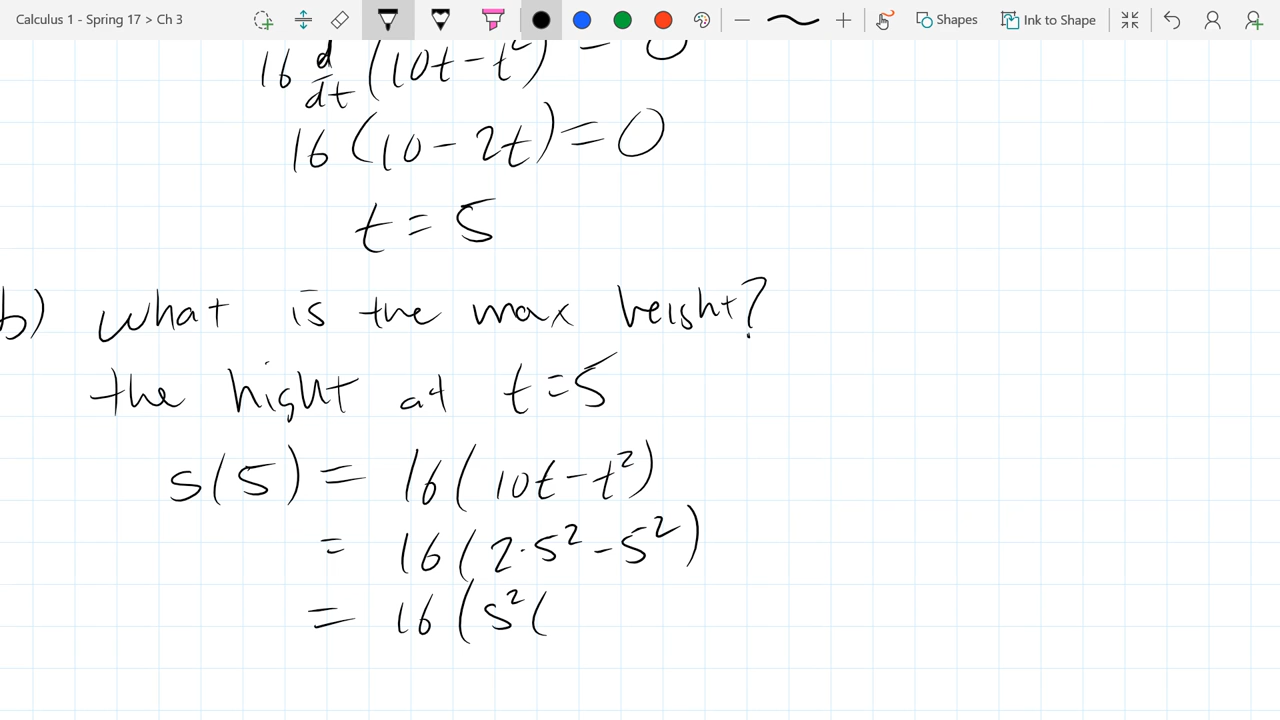 Calculus 1 - Spring 17 > Ch 3 Shapes Ink to Shape
16 d/dt (10t - t²) = 0
16 (10 - 2t) = 0
t = 5
b) what is the max height?
the hight at t = 5
s(5) = 16(10t - t²)
= 16(2·5² - 5²)
= 16(5²(